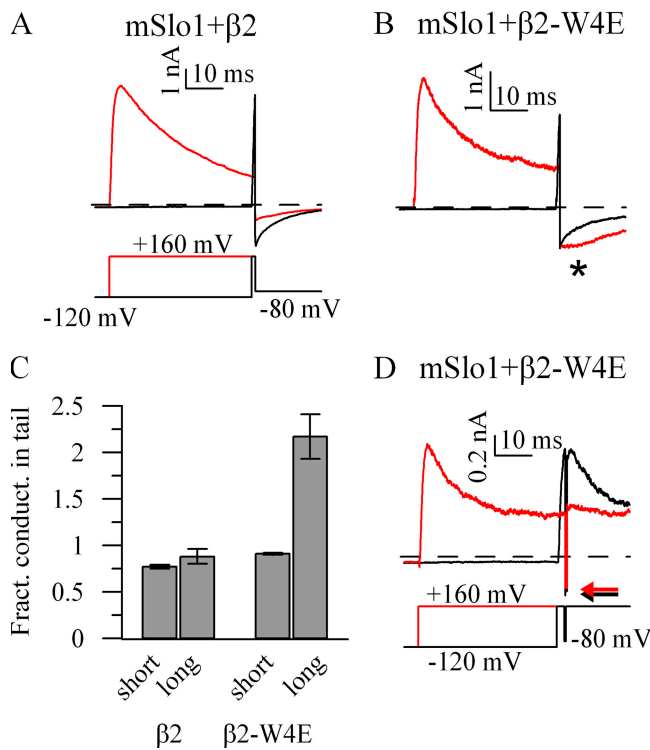 A
mSlo1+β2
1 nA
10 ms
+160 mV
-120 mV
-80 mV
B
mSlo1+β2-W4E
1 nA
10 ms
*
C
Fract. conduct. in tail
2.5
2
1.5
1
0.5
0
short
long
short
long
β2
β2-W4E
D
mSlo1+β2-W4E
0.2 nA
10 ms
+160 mV
-80 mV
-120 mV